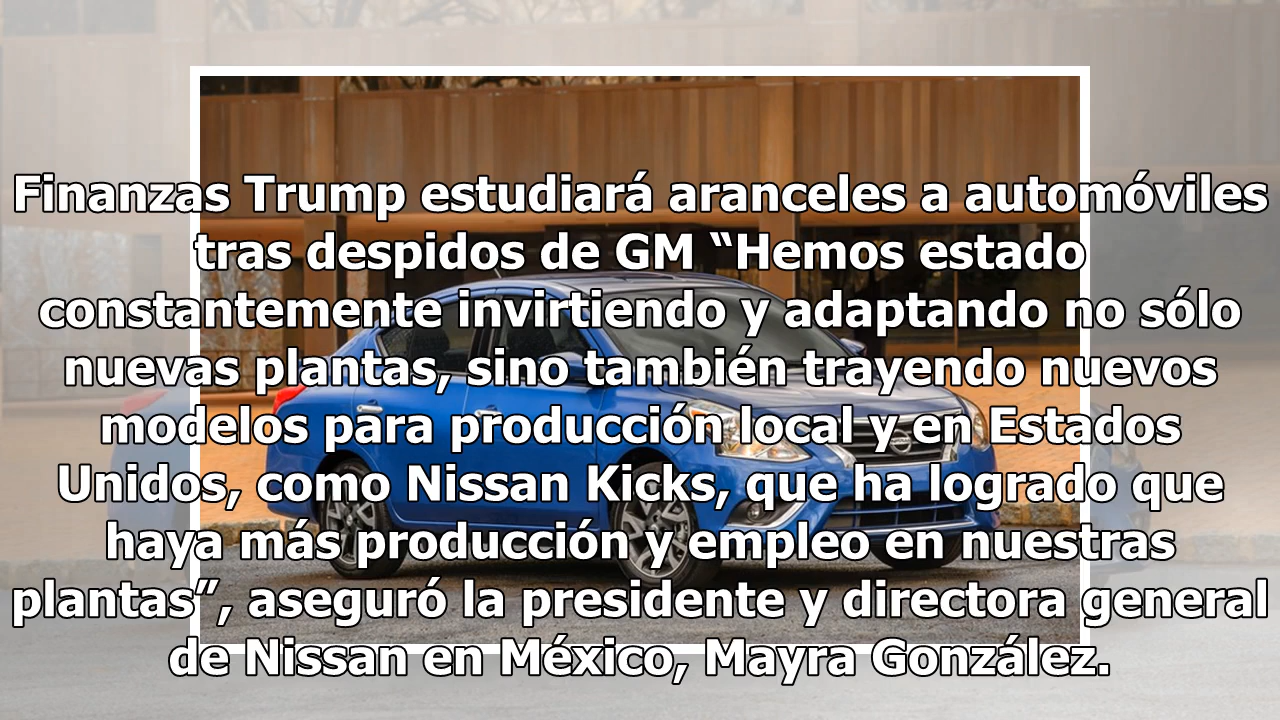 Finanzas Trump estudiará aranceles a automóviles
tras despidos de GM “Hemos estado
constantemente invirtiendo y adaptando no sólo
nuevas plantas, sino también trayendo nuevos
modelos para producción local y en Estados
Unidos, como Nissan Kicks, que ha logrado que
haya más producción y empleo en nuestras
plantas”, aseguró la presidente y directora general
de Nissan en México, Mayra González.